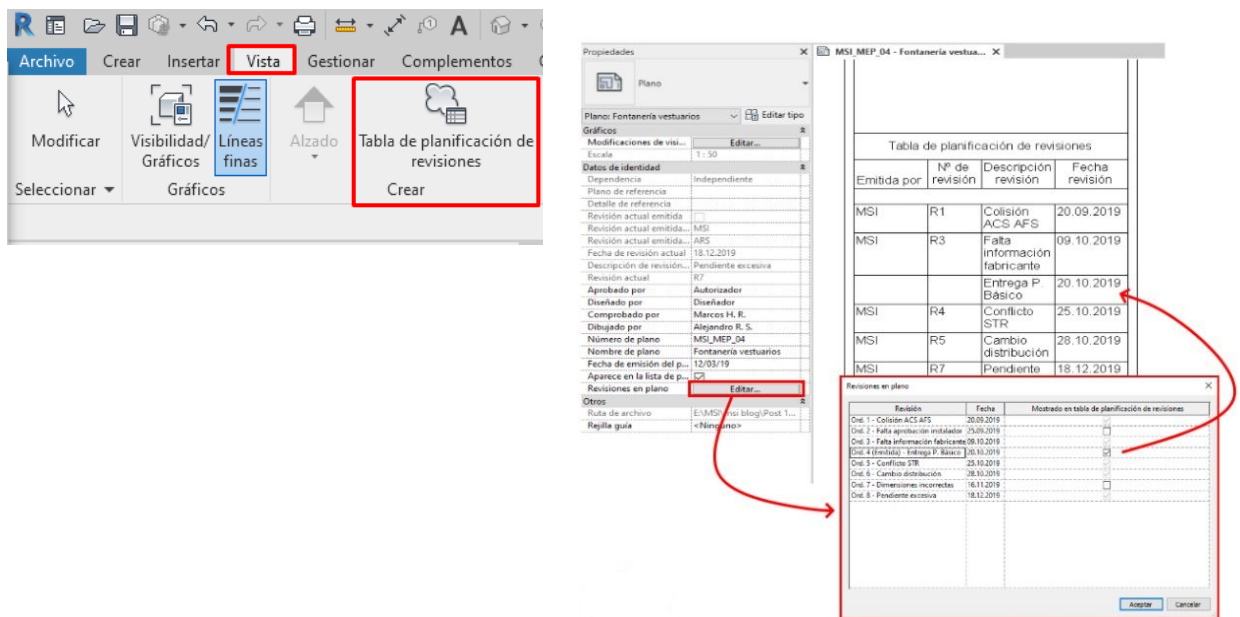 R
A
Archivo Crear Insertar Vista Gestionar Complementos
Modificar
Visibilidad/ Gráficos
Líneas finas
Alzado
Tabla de planificación de revisiones
Seleccionar
Gráficos
Crear
Propiedades
Plano
Plano: Fontanería vestuarios
Editar tipo
Gráficos
Modificaciones de visi... Editar...
Escala 1 : 50
Datos de identidad
Dependencia Independiente
Plano de referencia
Detalle de referencia
Revisión actual emitida
Revisión actual emitida... MSI
Revisión actual emitida... ARS
Fecha de revisión actual 18.12.2019
Descripción de revisión... Pendiente excesiva
Revisión actual R7
Aprobado por Autorizador
Diseñado por Diseñador
Comprobado por Marcos H. R.
Dibujado por Alejandro R. S.
Número de plano MSI_MEP_04
Nombre de plano Fontanería vestuarios
Fecha de emisión del p... 12/03/19
Aparece en la lista de p...
Revisiones en plano Editar...
Otros
Ruta de archivo E:\MSI\msi blog\Post 1...
Rejilla guía <Ninguno>
MSI_MEP_04 - Fontanería vestua...
Tabla de planificación de revisiones
Emitida por
Nº de revisión
Descripción revisión
Fecha revisión
MSI R1 Colisión ACS AFS 20.09.2019
MSI R3 Falta información fabricante 09.10.2019
Entrega P. Básico 20.10.2019
MSI R4 Conflicto STR 25.10.2019
MSI R5 Cambio distribución 28.10.2019
MSI R7 Pendiente 18.12.2019
Revisiones en plano
Revisión Fecha Mostrado en tabla de planificación de revisiones
Ord. 1 - Colisión ACS AFS 20.09.2019
Ord. 2 - Falta aprobación instalador 25.09.2019
Ord. 3 - Falta información fabricante 09.10.2019
Ord. 4 (Emitida) - Entrega P. Básico 20.10.2019
Ord. 5 - Conflicto STR 25.10.2019
Ord. 6 - Cambio distribución 28.10.2019
Ord. 7 - Dimensiones incorrectas 16.11.2019
Ord. 8 - Pendiente excesiva 18.12.2019
Aceptar
Cancelar